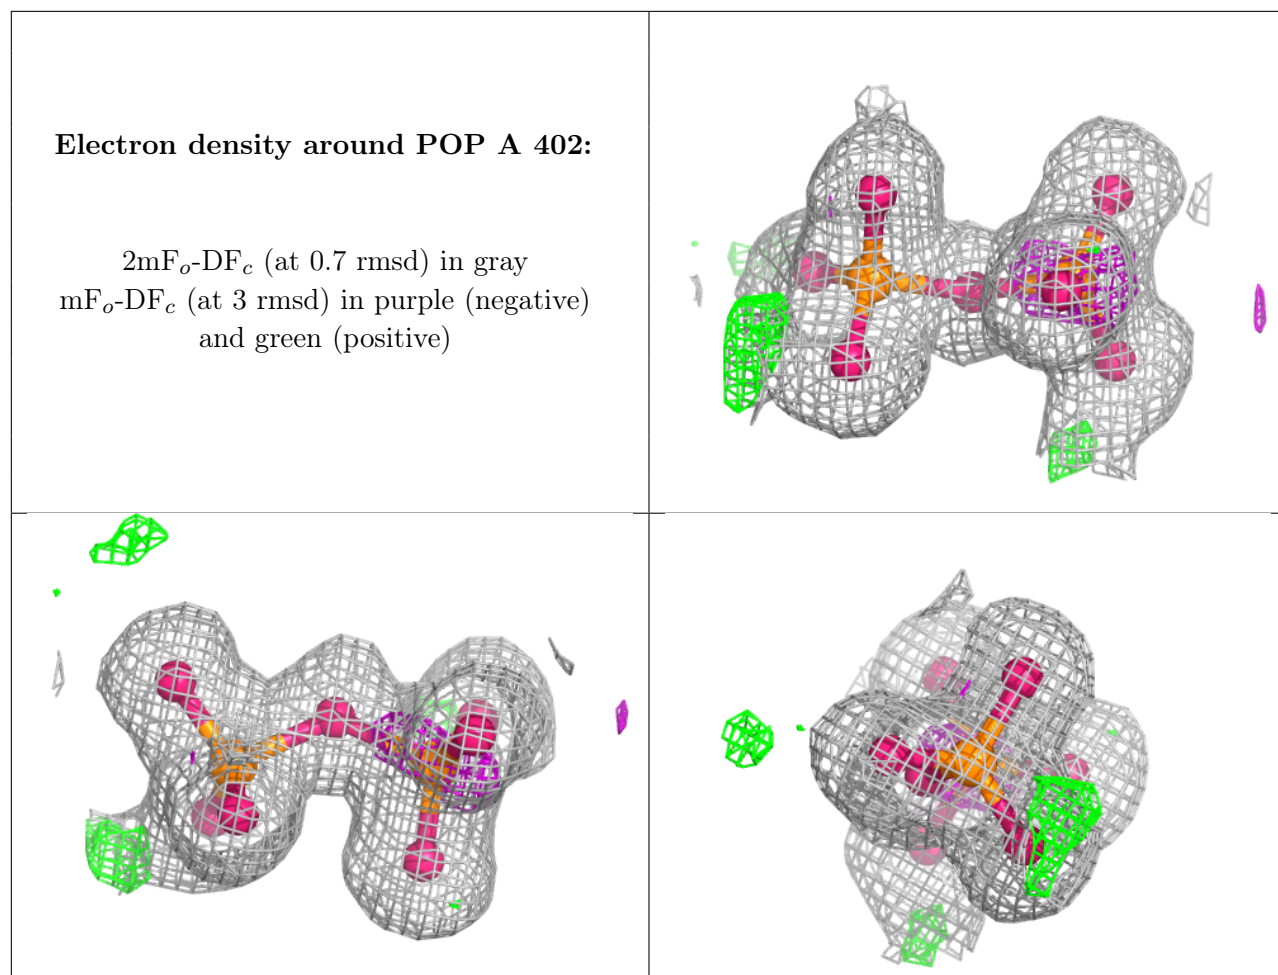 Electron density around POP A 402:
2mFo-DFc (at 0.7 rmsd) in gray
mFo-DFc (at 3 rmsd) in purple (negative)
and green (positive)